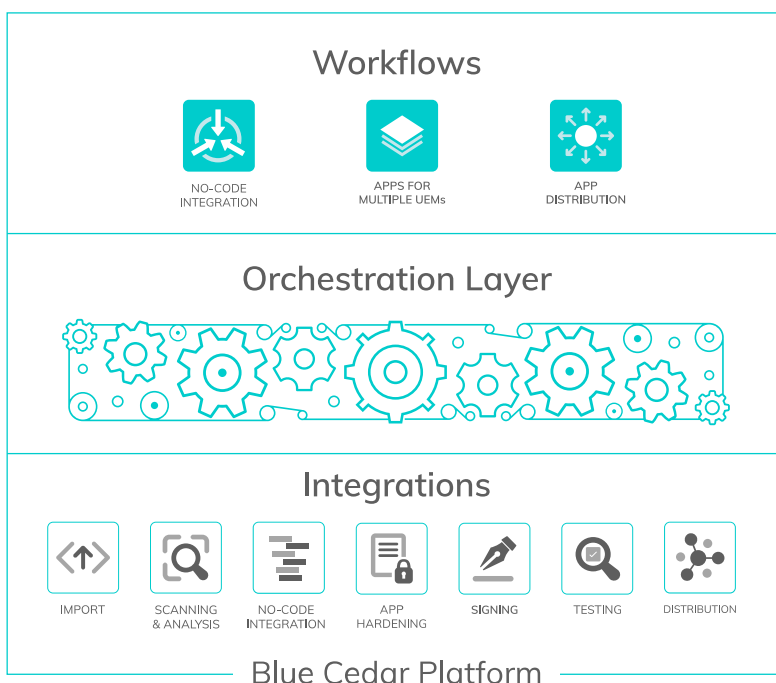 Workflows
NO-CODE
INTEGRATION
APPS FOR
MULTIPLE UEMs
APP
DISTRIBUTION
Orchestration Layer
Integrations
IMPORT
SCANNING
& ANALYSIS
NO-CODE
INTEGRATION
APP
HARDENING
SIGNING
TESTING
DISTRIBUTION
Blue Cedar Platform